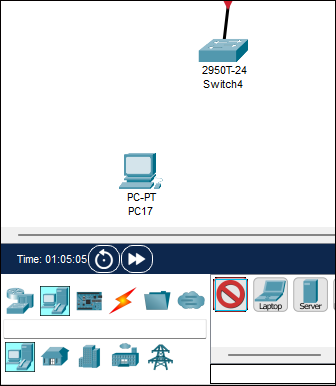 2950T-24
Switch4
PC-PT
PC17
Time: 01:05:05
Laptop
Server